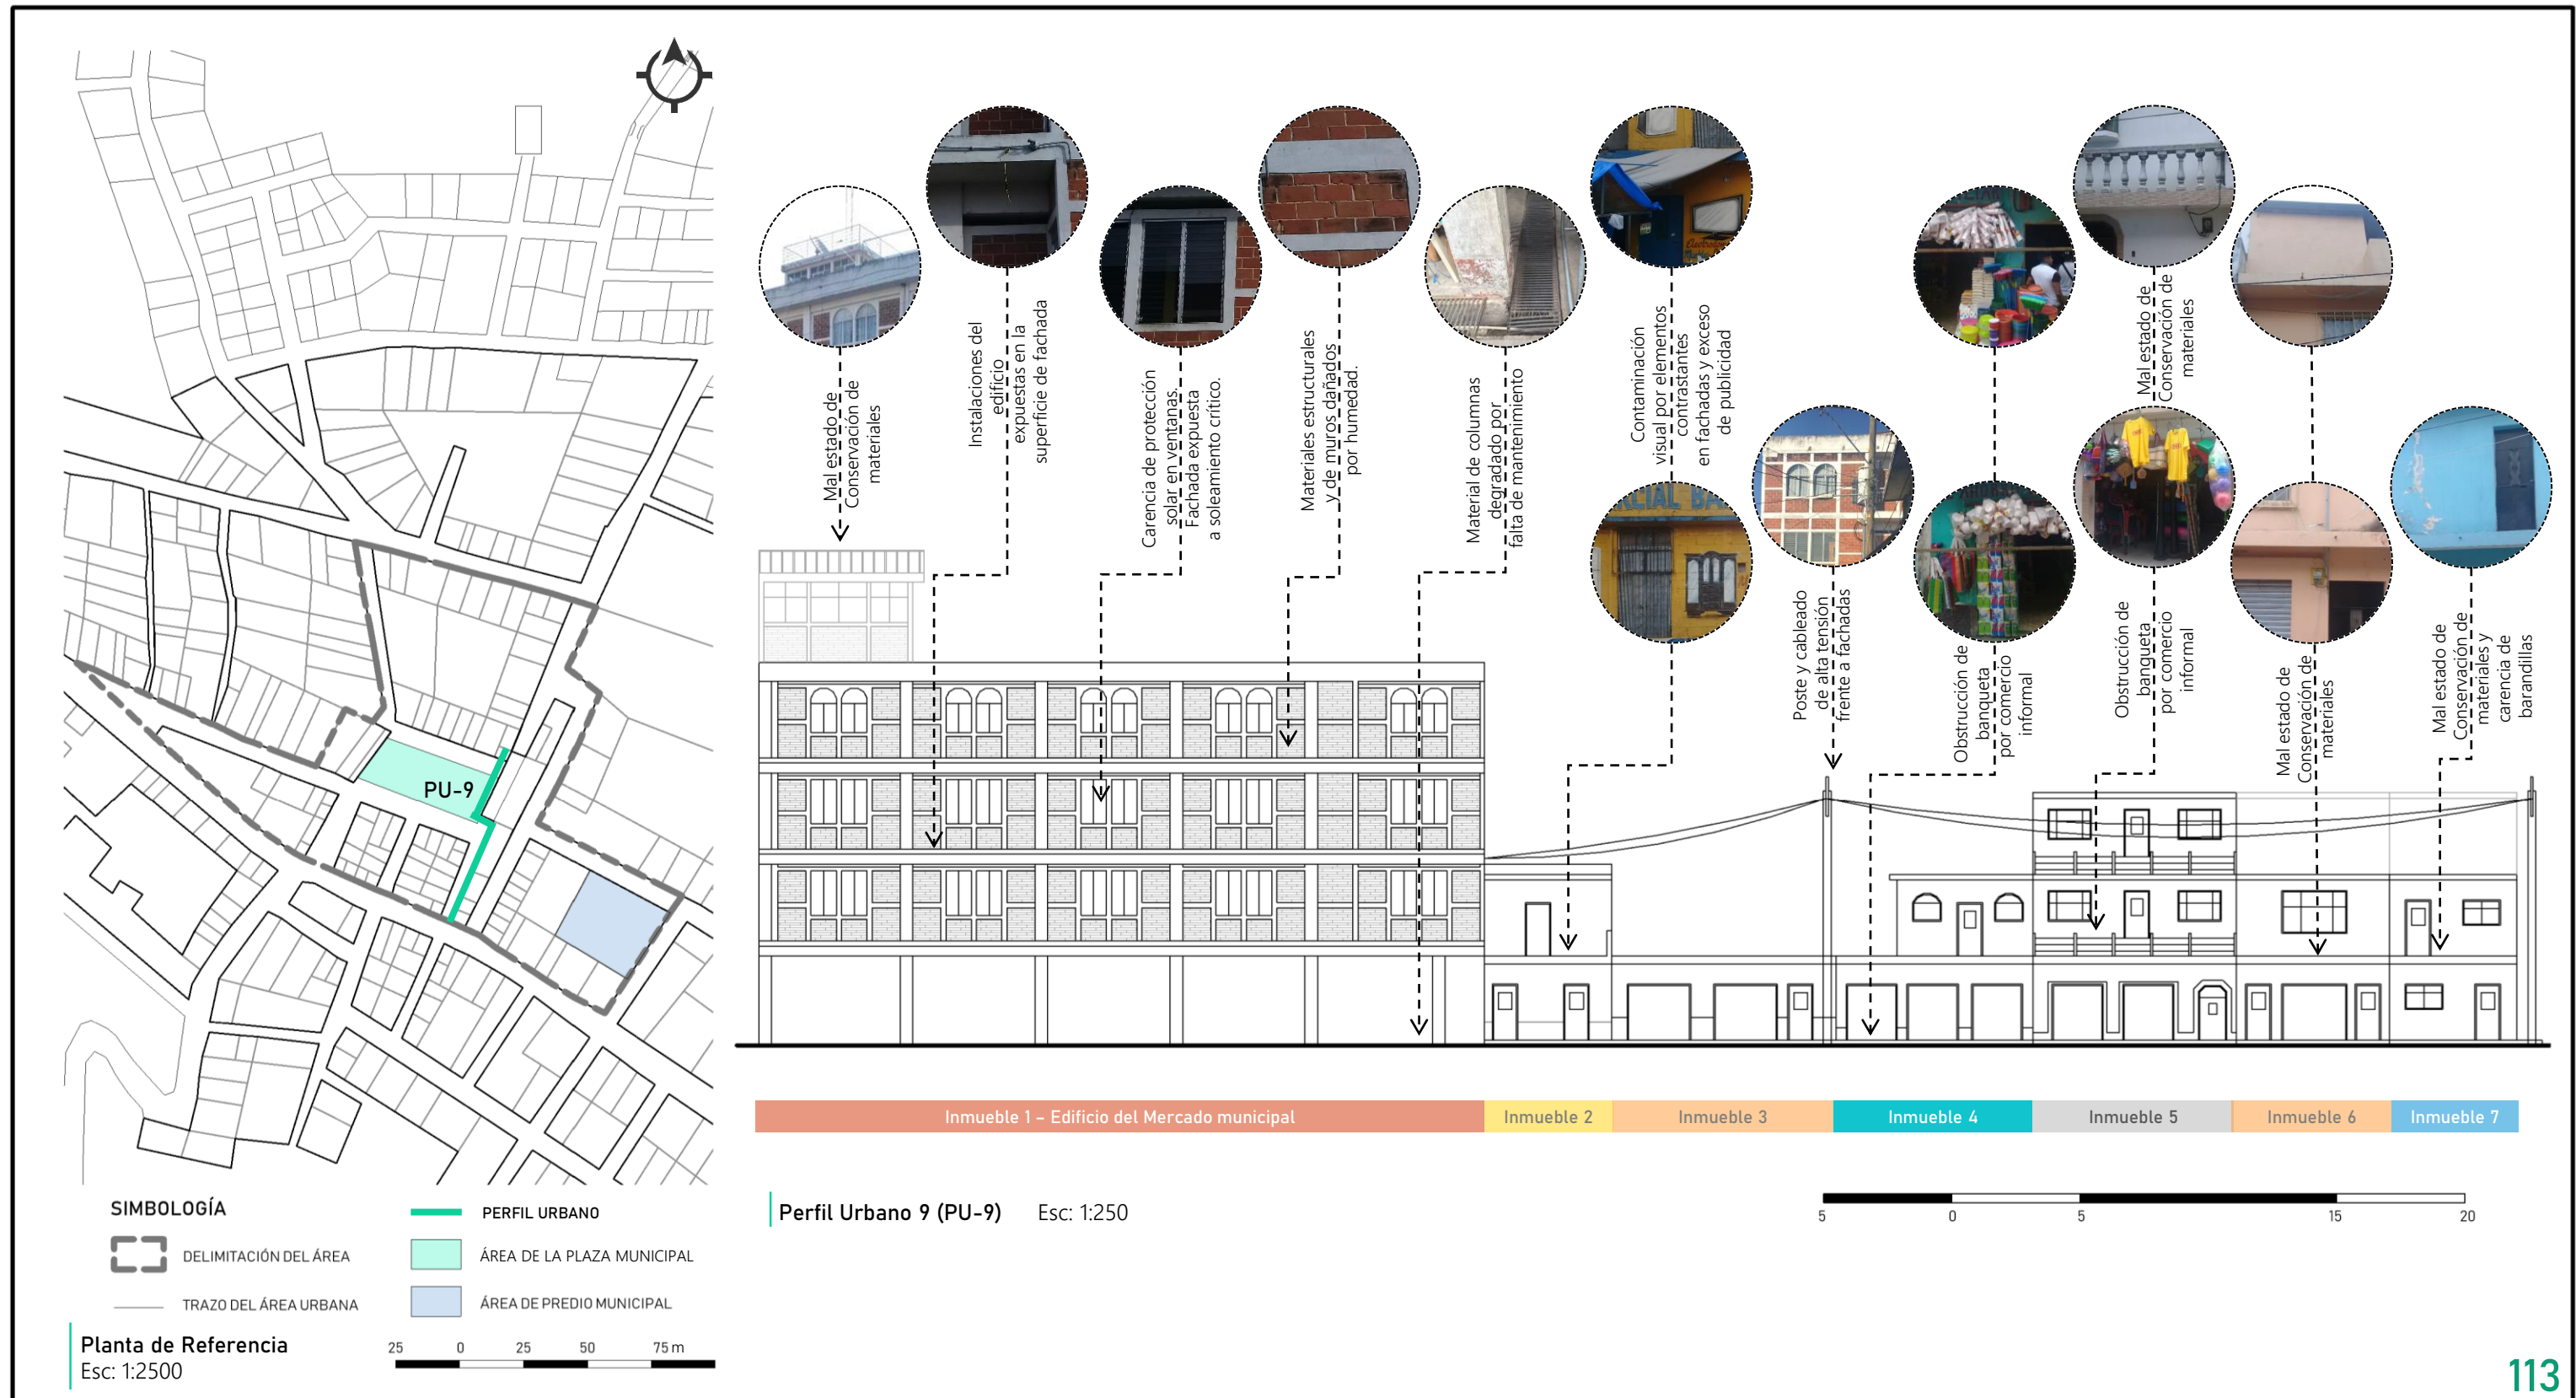 Mal estado de
Conservación de
materiales
Instalaciones del
edificio
expuestas en la
superficie de fachada
Carencia de protección
solar en ventanas.
Fachada expuesta
a soleamiento crítico.
Materiales estructurales
y de muros dañados
por humedad.
Material de columnas
degradado por
falta de mantenimiento
Contaminación
visual por elementos
contrastantes
en fachadas y exceso
de publicidad
Poste y cableado
de alta tensión
frente a fachadas
Obstrucción de
banqueta
por comercio
informal
Mal estado de
Conservación de
materiales
Obstrucción de
banqueta
por comercio
informal
Mal estado de
Conservación de
materiales
Mal estado de
Conservación de
materiales y
carencia de
barandillas
PU-9
Inmueble 1 – Edificio del Mercado municipal
Inmueble 2
Inmueble 3
Inmueble 4
Inmueble 5
Inmueble 6
Inmueble 7
Perfil Urbano 9 (PU-9) Esc: 1:250
5 0 5 15 20
SIMBOLOGÍA
PERFIL URBANO
DELIMITACIÓN DEL ÁREA
ÁREA DE LA PLAZA MUNICIPAL
TRAZO DEL ÁREA URBANA
ÁREA DE PREDIO MUNICIPAL
Planta de Referencia
Esc: 1:2500
25 0 25 50 75 m
113